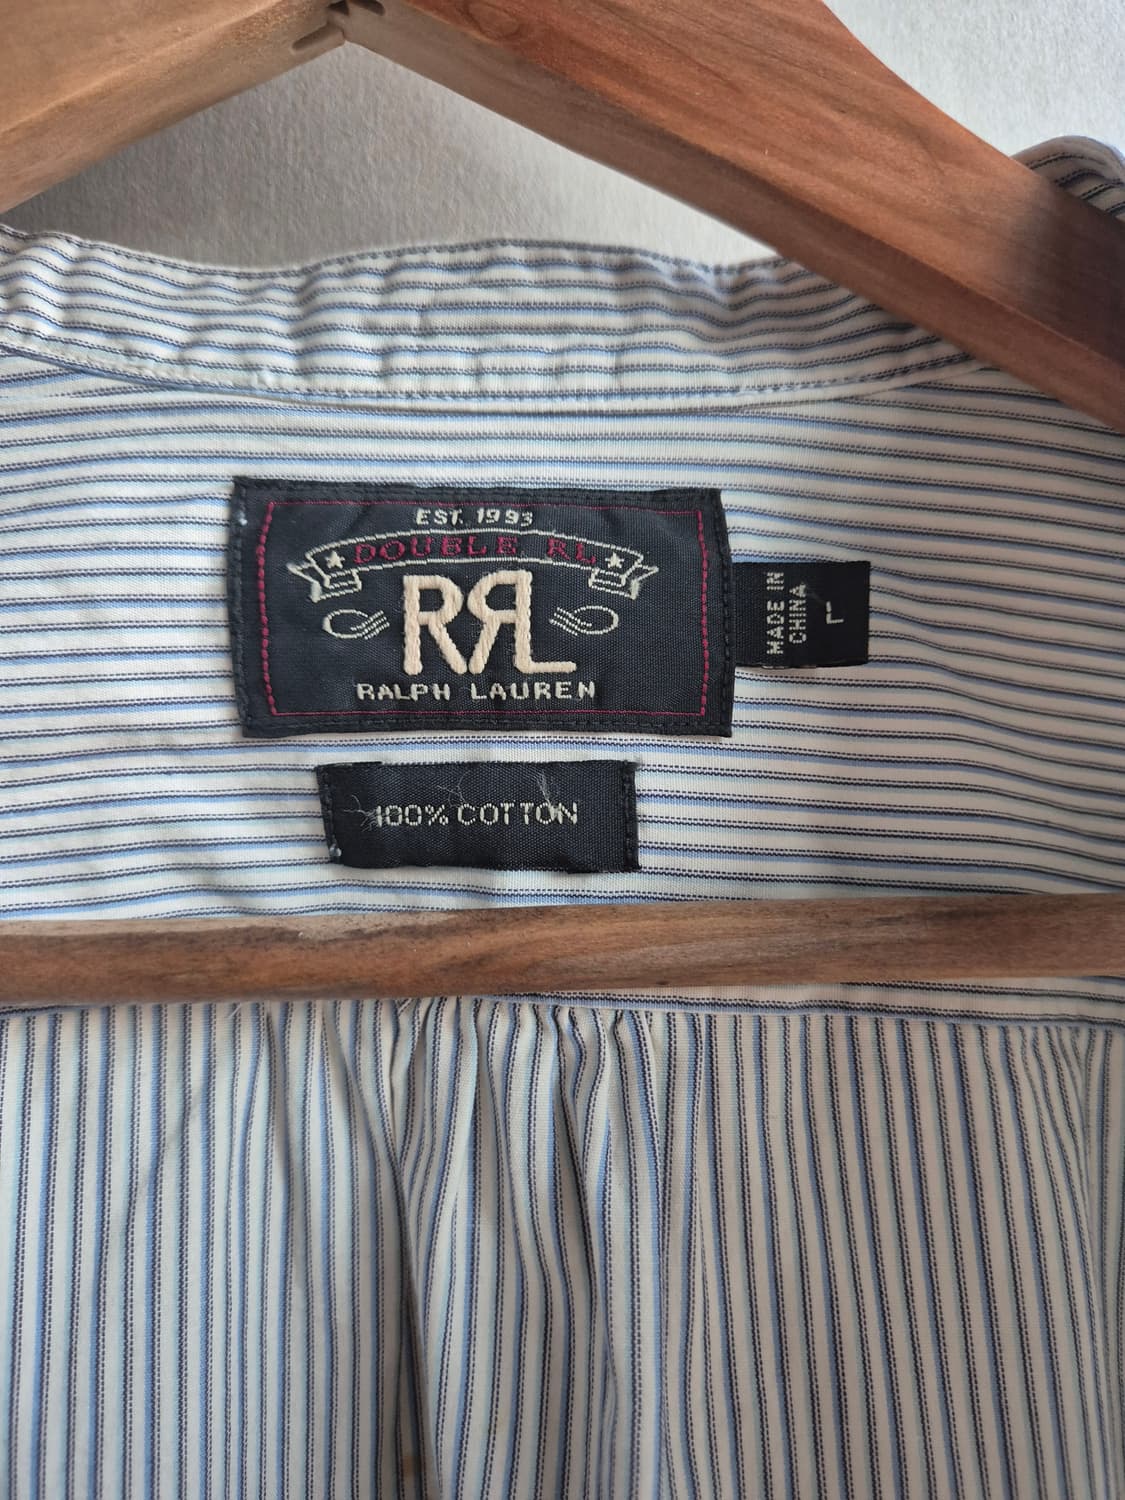 EST. 1993
DOUBLE RL
RRL
RALPH LAUREN
MADE IN
CHINA
L
100% COTTON